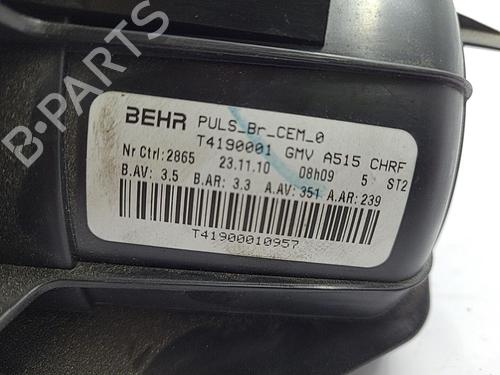 BEHR PULS_Br_CEM_0
T4190001 GMV A515 CHRF
Nr Ctrl:2865 23.11.10 08h09 5 ST2
B.AV: 3.5 B.AR: 3.3 A.AV: 351 A.AR: 239
T41900010957
B-PARTS